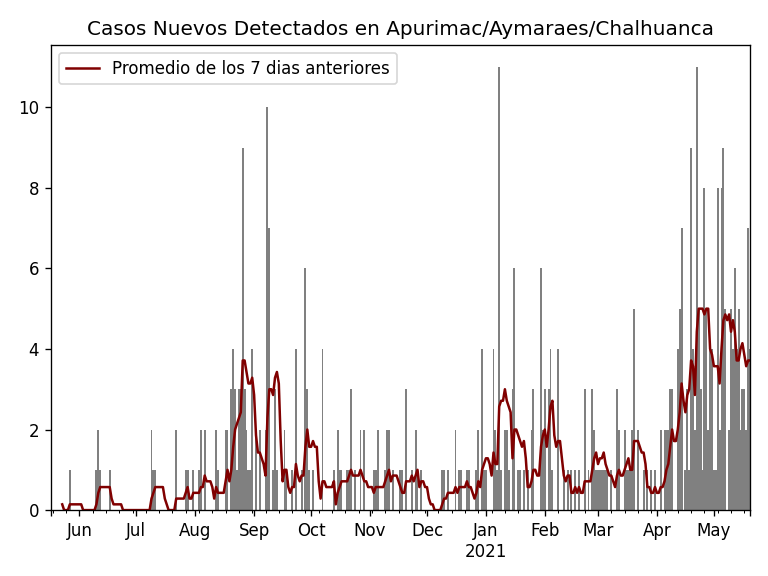 Casos Nuevos Detectados en Apurimac/Aymaraes/Chalhuanca
Promedio de los 7 dias anteriores
10
8
6
4
2
0
Jun Jul Aug Sep Oct Nov Dec Jan Feb Mar Apr May
2021